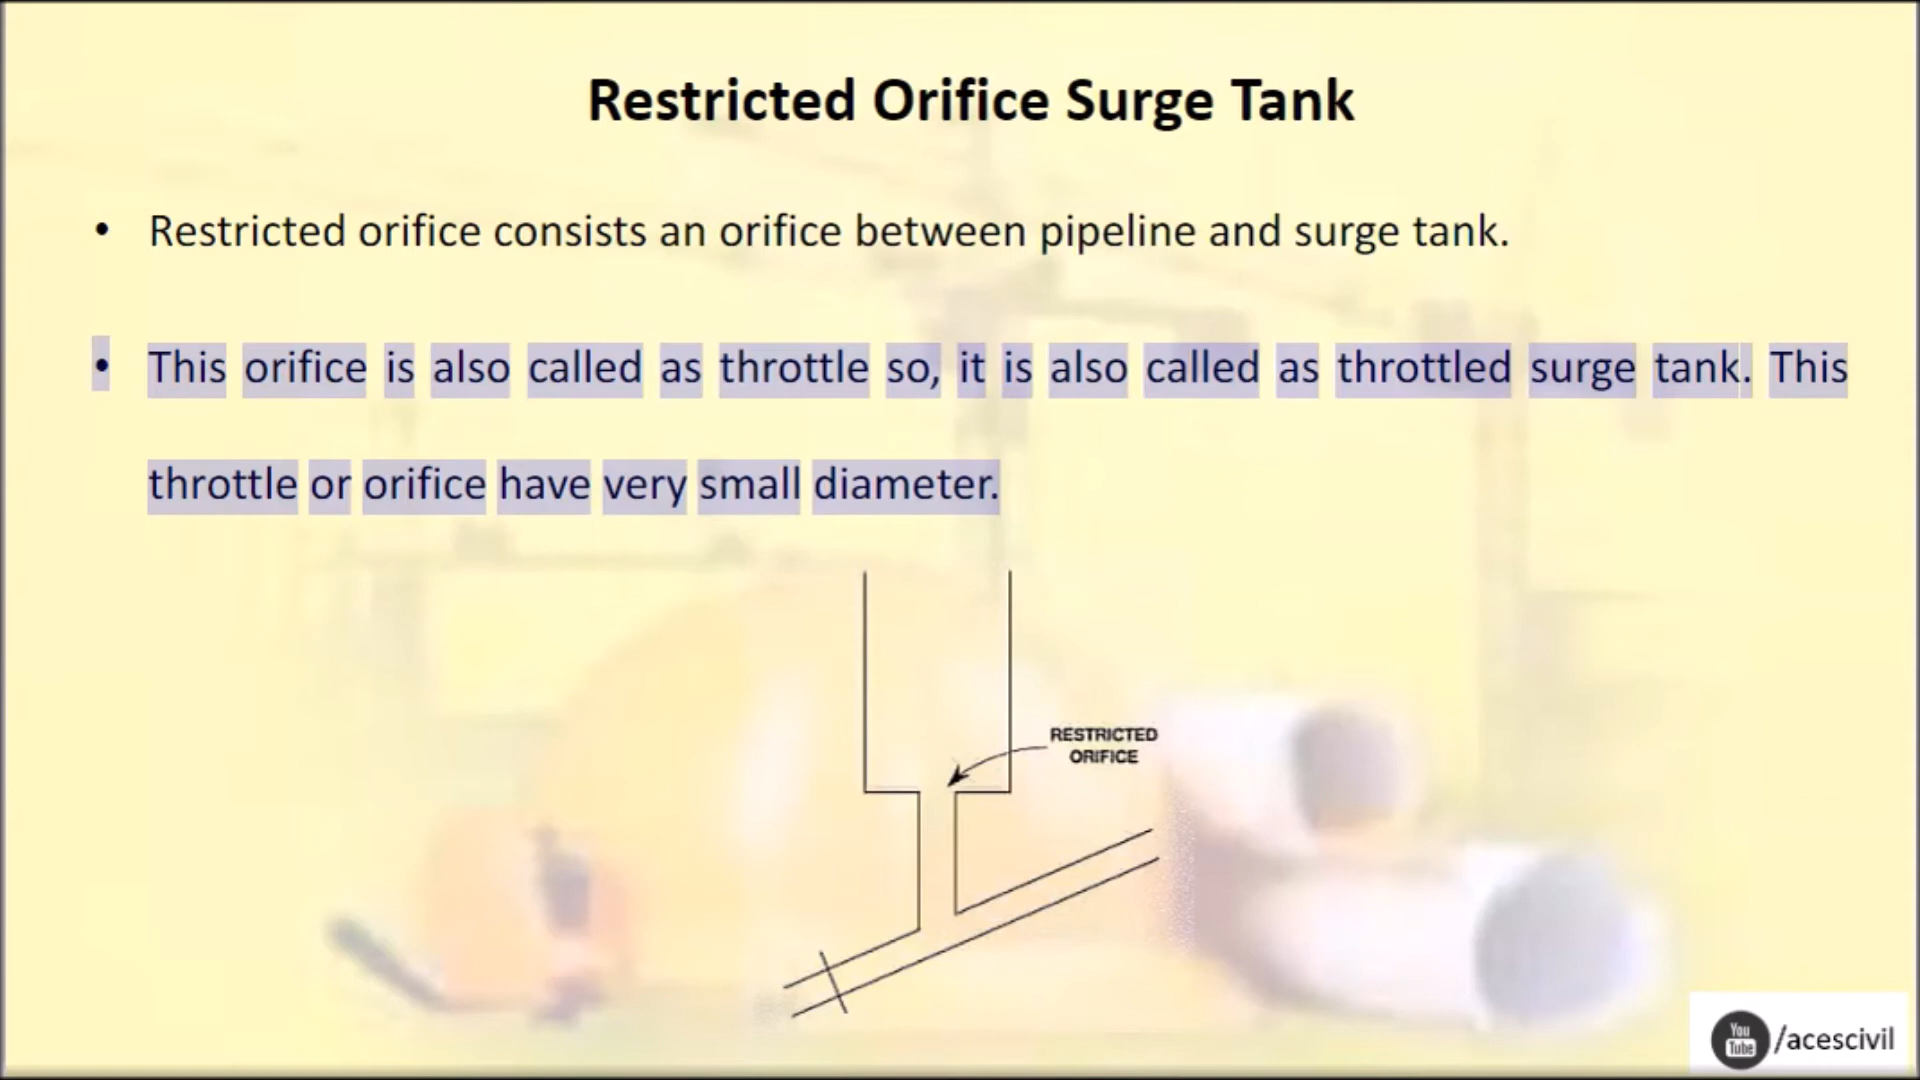 Restricted Orifice Surge Tank
• Restricted orifice consists an orifice between pipeline and surge tank.
• This orifice is also called as throttle so, it is also called as throttled surge tank. This
throttle or orifice have very small diameter.
RESTRICTED
ORIFICE
You
Tube
/acescivil